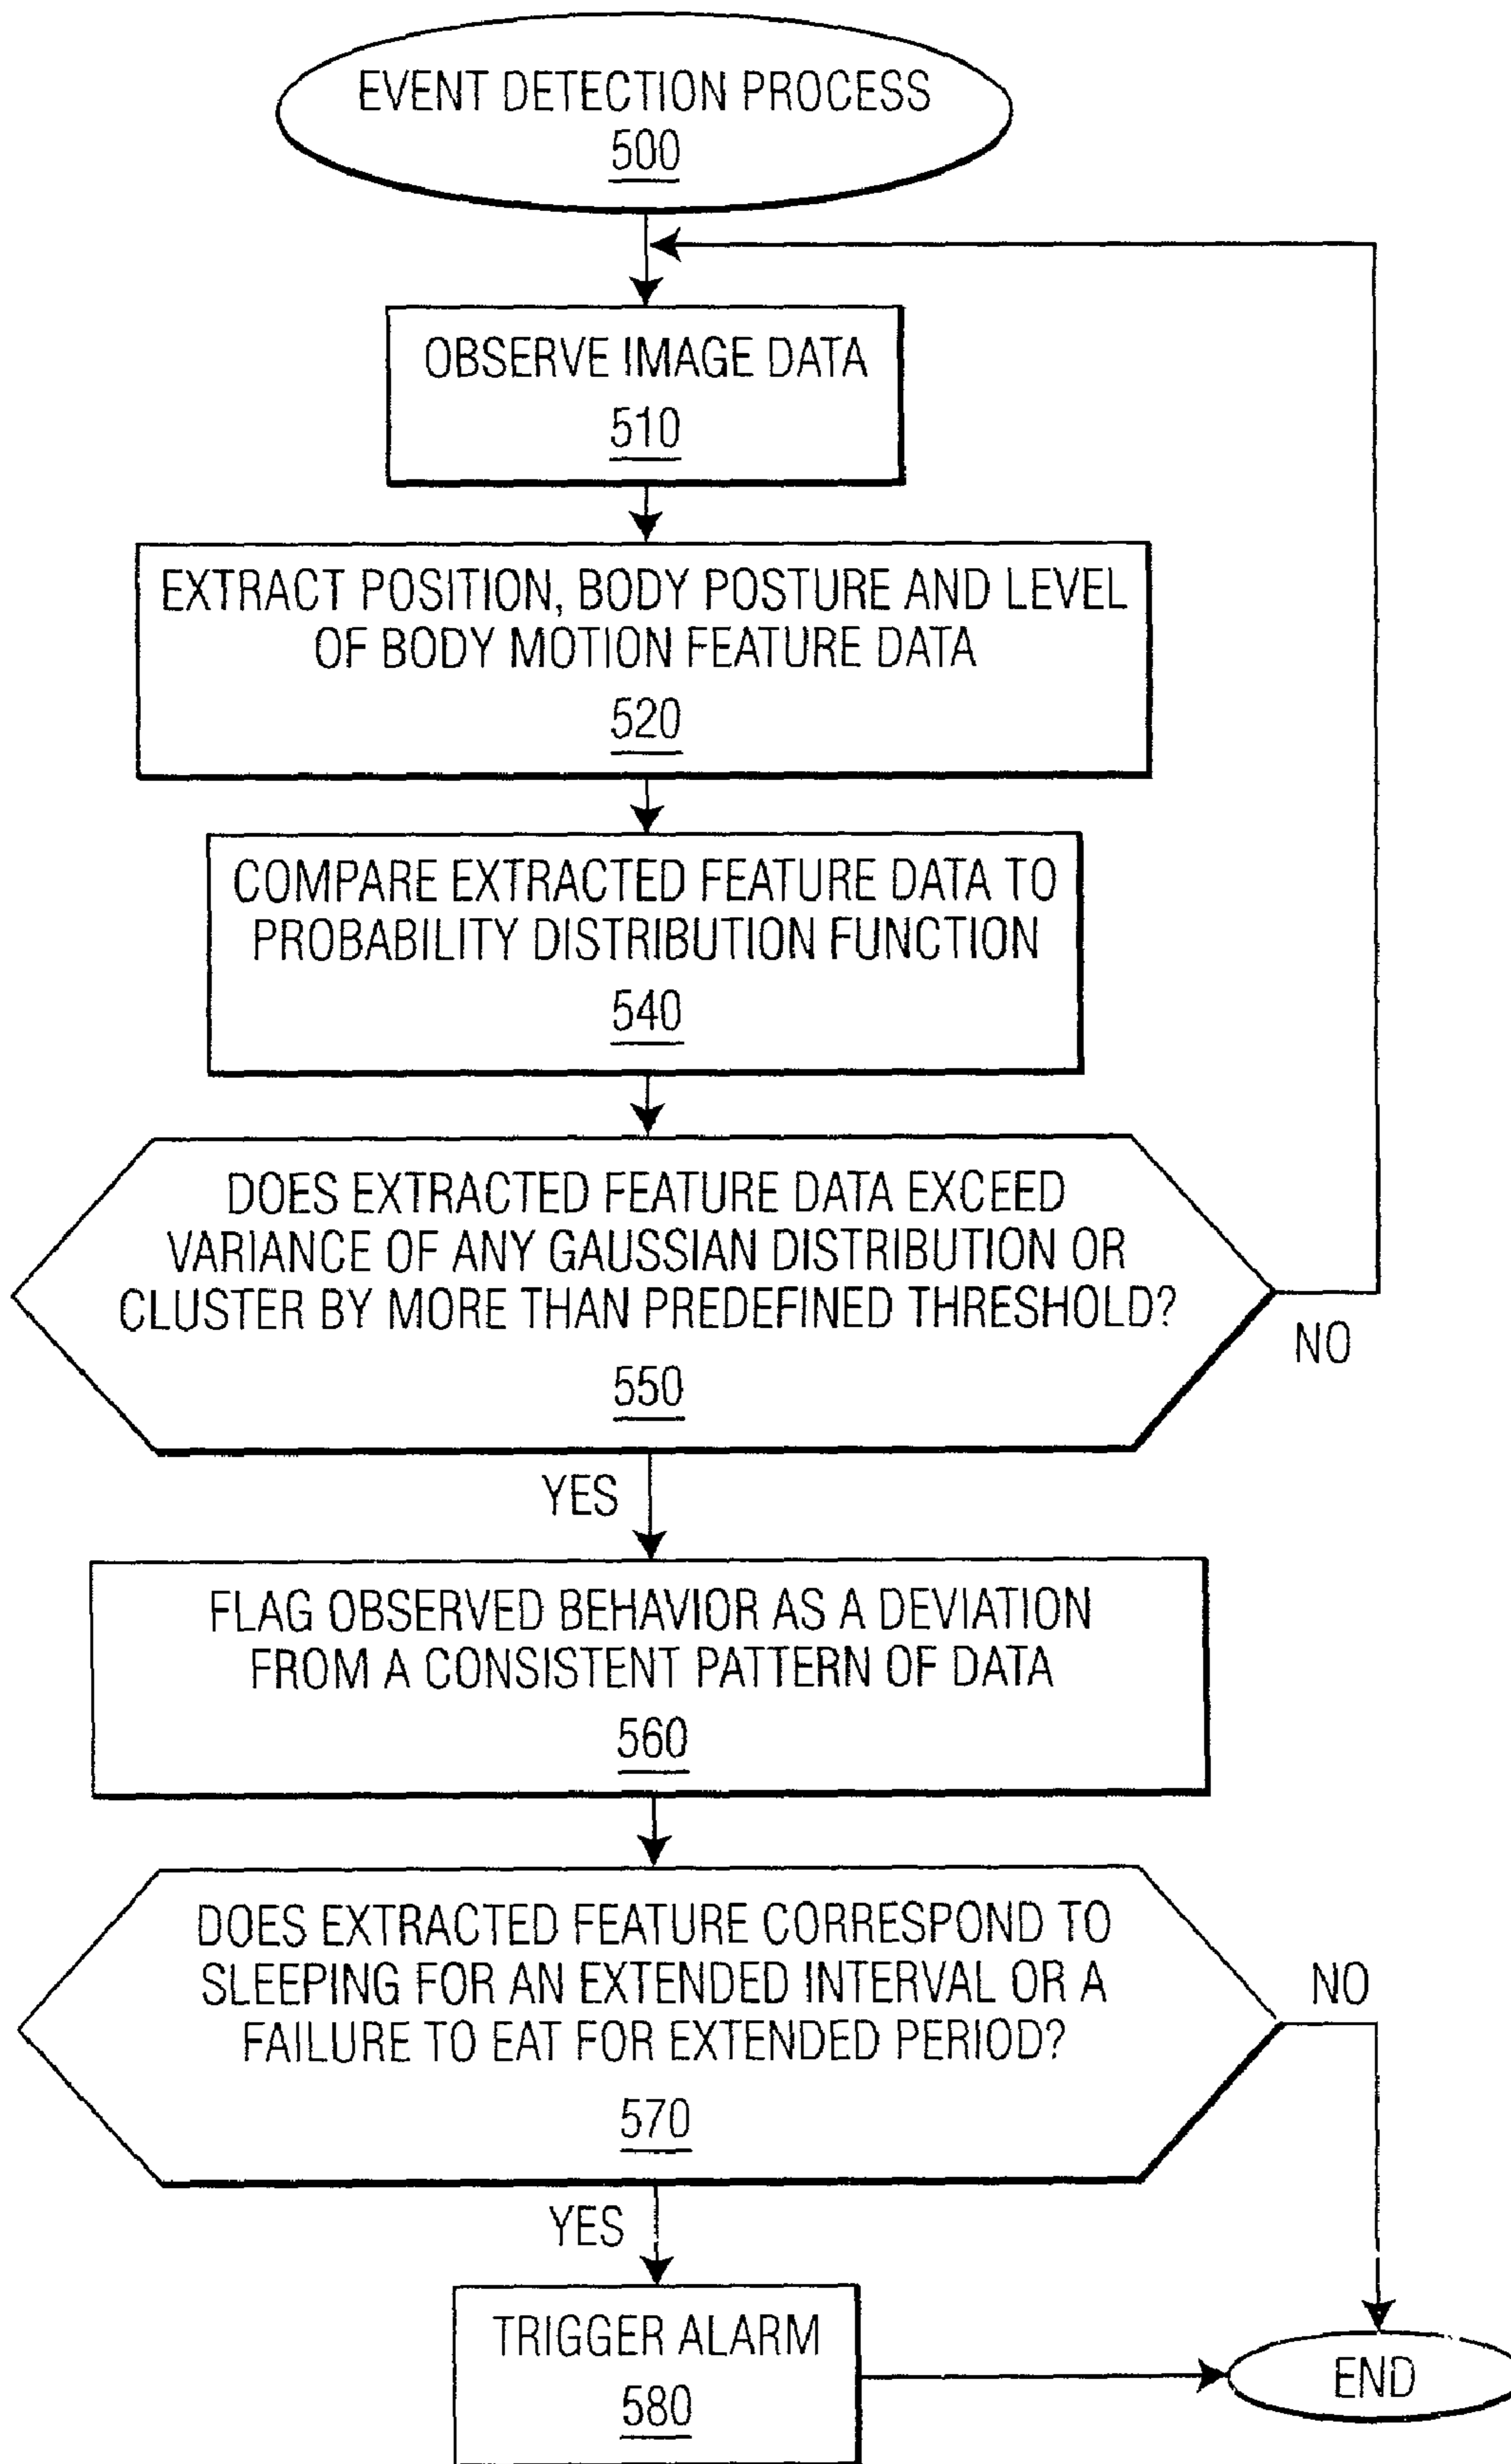 EVENT DETECTION PROCESS
500
OBSERVE IMAGE DATA
510
EXTRACT POSITION, BODY POSTURE AND LEVEL
OF BODY MOTION FEATURE DATA
520
COMPARE EXTRACTED FEATURE DATA TO
PROBABILITY DISTRIBUTION FUNCTION
540
DOES EXTRACTED FEATURE DATA EXCEED
VARIANCE OF ANY GAUSSIAN DISTRIBUTION OR
CLUSTER BY MORE THAN PREDEFINED THRESHOLD?
550
NO
YES
FLAG OBSERVED BEHAVIOR AS A DEVIATION
FROM A CONSISTENT PATTERN OF DATA
560
DOES EXTRACTED FEATURE CORRESPOND TO
SLEEPING FOR AN EXTENDED INTERVAL OR A
FAILURE TO EAT FOR EXTENDED PERIOD?
570
NO
YES
TRIGGER ALARM
580
END